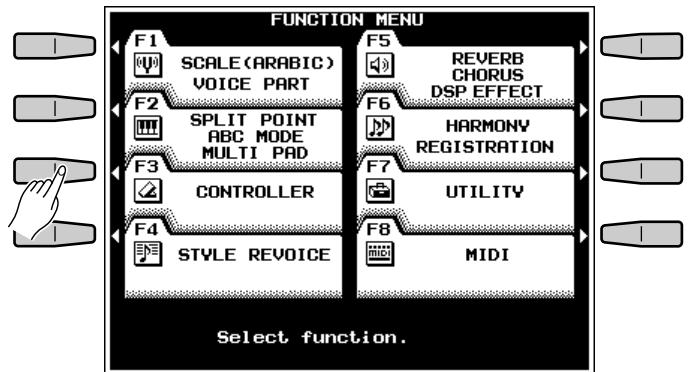 FUNCTION MENU
F1
SCALE(ARABIC)
VOICE PART
F2
SPLIT POINT
ABC MODE
MULTI PAD
F3
CONTROLLER
F4
STYLE REVOICE
F5
REVERB
CHORUS
DSP EFFECT
F6
HARMONY
REGISTRATION
F7
UTILITY
F8
MIDI
MIDI
Select function.